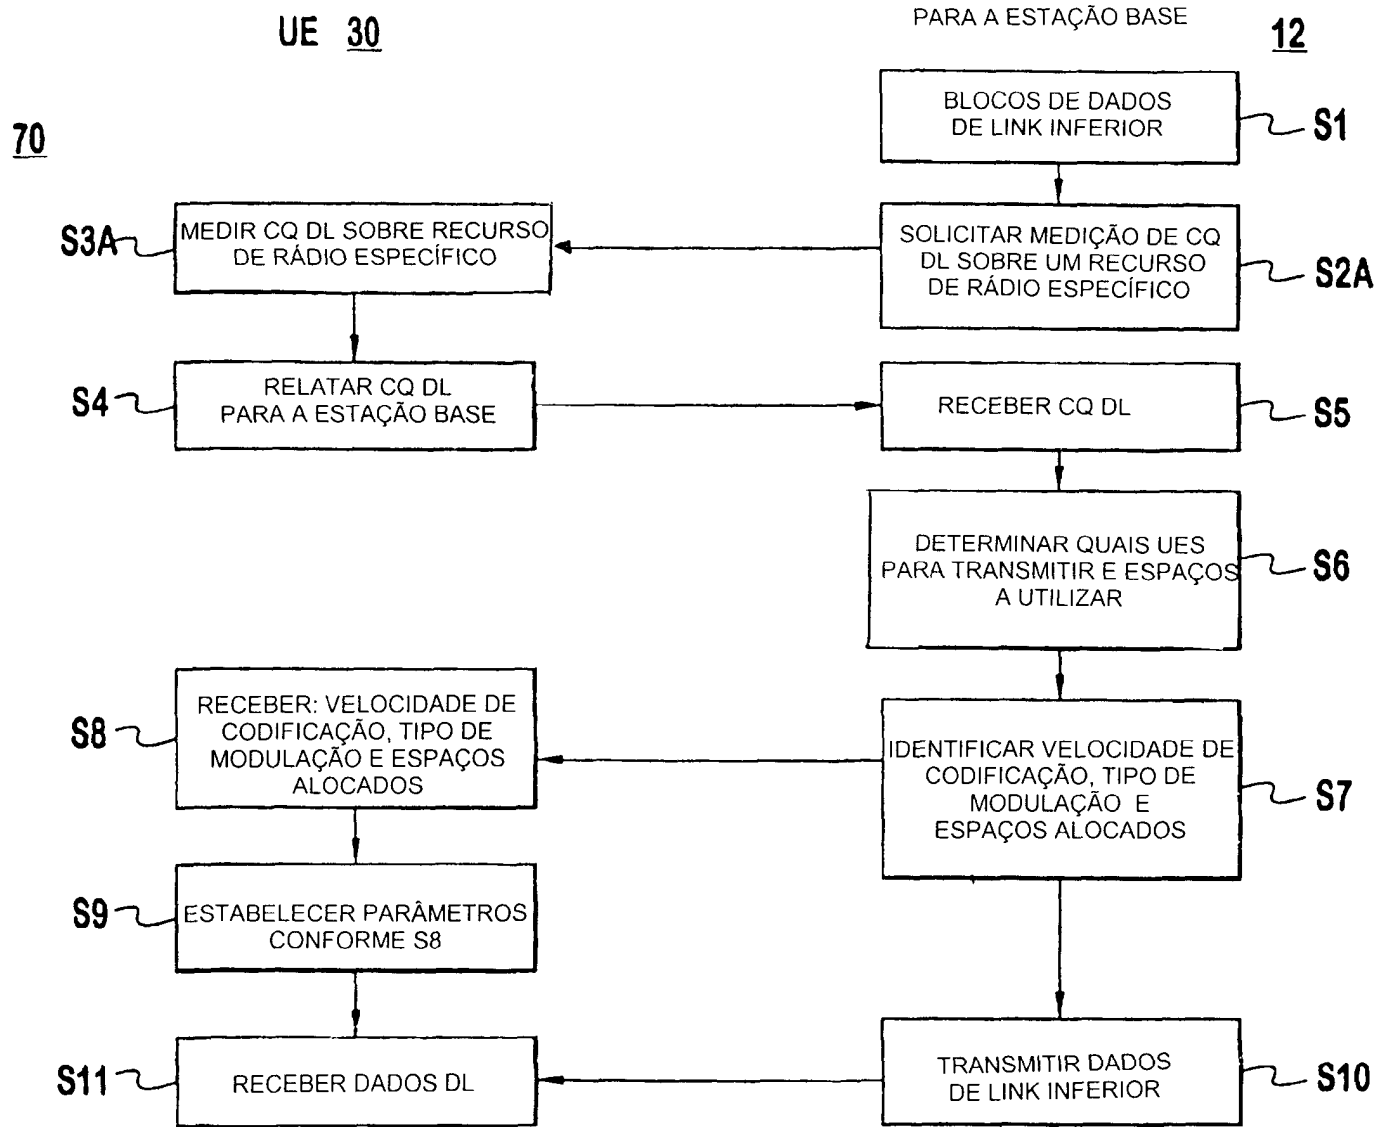 PARA A ESTAÇÃO BASE
UE 30
12
BLOCOS DE DADOS
DE LINK INFERIOR
S1
70
S3A
MEDIR CQ DL SOBRE RECURSO
DE RÁDIO ESPECÍFICO
SOLICITAR MEDIÇÃO DE CQ
DL SOBRE UM RECURSO
DE RÁDIO ESPECÍFICO
S2A
S4
RELATAR CQ DL
PARA A ESTAÇÃO BASE
RECEBER CQ DL
S5
DETERMINAR QUAIS UES
PARA TRANSMITIR E ESPAÇOS
A UTILIZAR
S6
S8
RECEBER: VELOCIDADE DE
CODIFICAÇÃO, TIPO DE
MODULAÇÃO E ESPAÇOS
ALOCADOS
IDENTIFICAR VELOCIDADE DE
CODIFICAÇÃO, TIPO DE
MODULAÇÃO E
ESPAÇOS ALOCADOS
S7
S9
ESTABELECER PARÂMETROS
CONFORME S8
S11
RECEBER DADOS DL
TRANSMITIR DADOS
DE LINK INFERIOR
S10